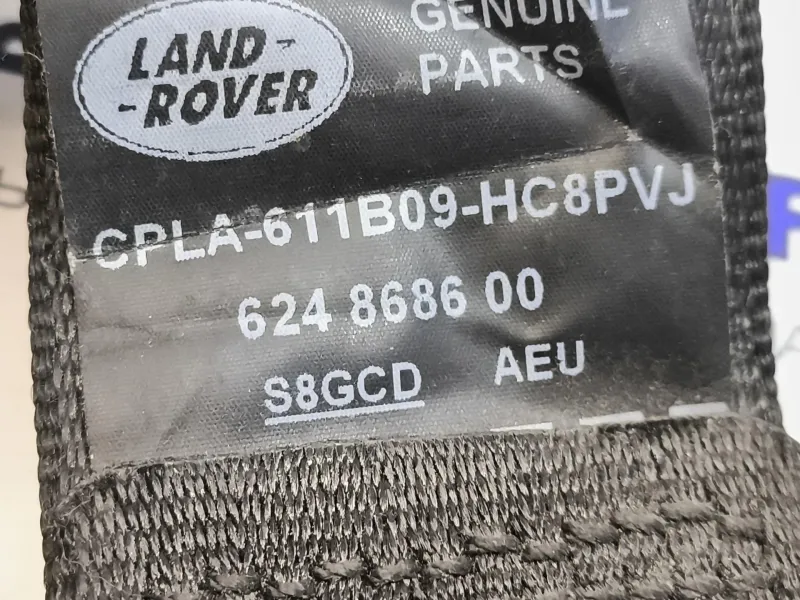 LAND-
-ROVER
GENUINE
PARTS
CPLA-611B09-HC8PVJ
624 8686 00
S8GCD AEU